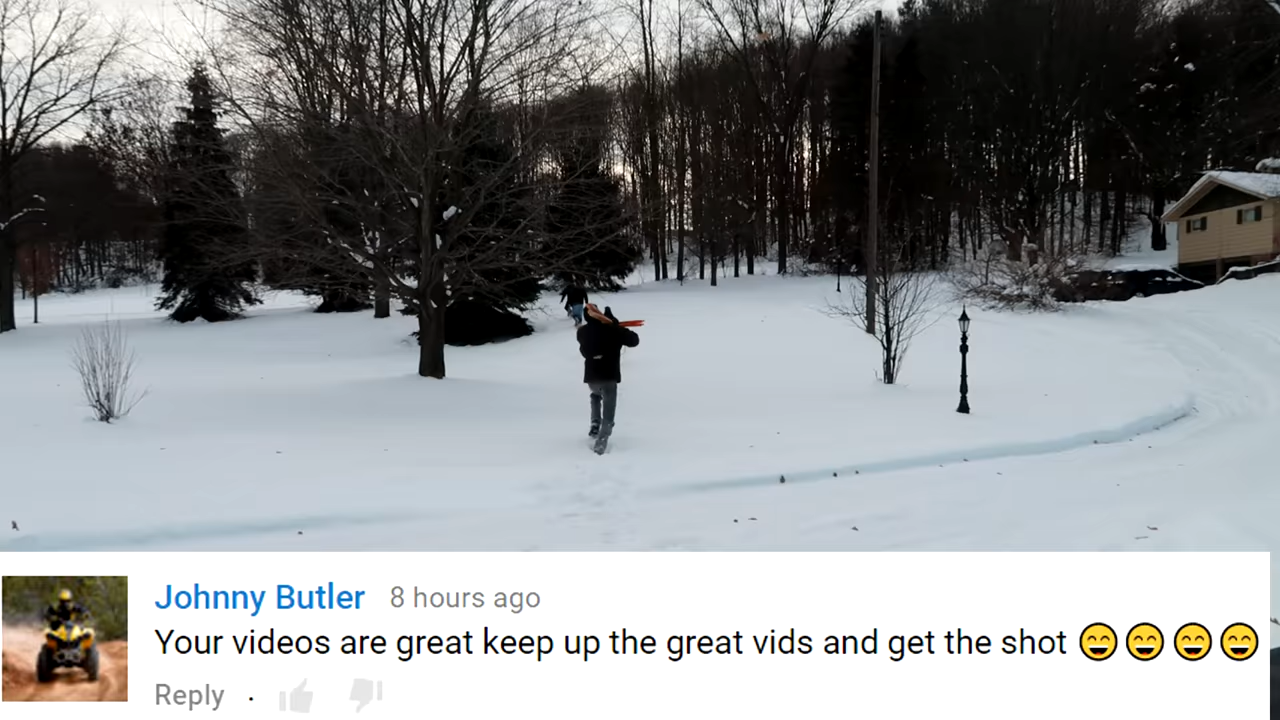 Johnny Butler 8 hours ago
Your videos are great keep up the great vids and get the shot 😄😄😄😄
Reply ·